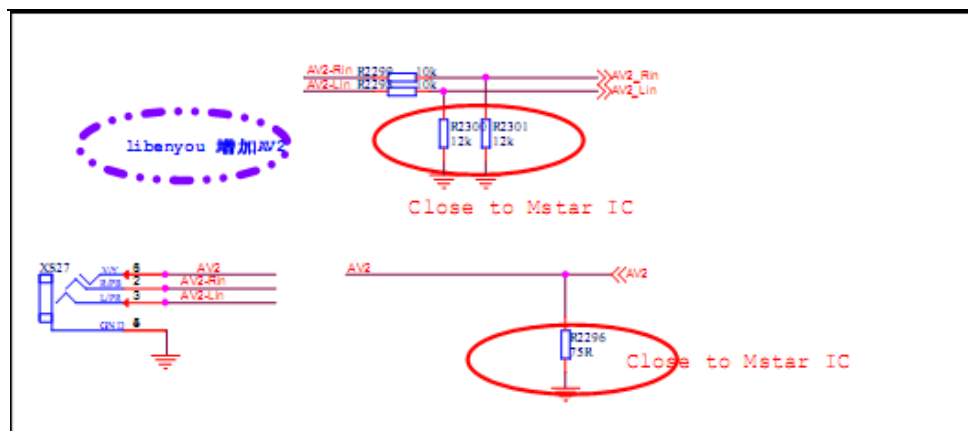 AV2-Rin R2299 10k AV2_Rin
AV2-Lin 10k AV2_Lin
R2300 R2301
12k 12k
libenyou 增加AV2
Close to Mstar IC
XS27
AV2 AV2 AV2
2 AV2-Rin
3 AV2-Lin
GND
R2296
75R
Close to Mstar IC